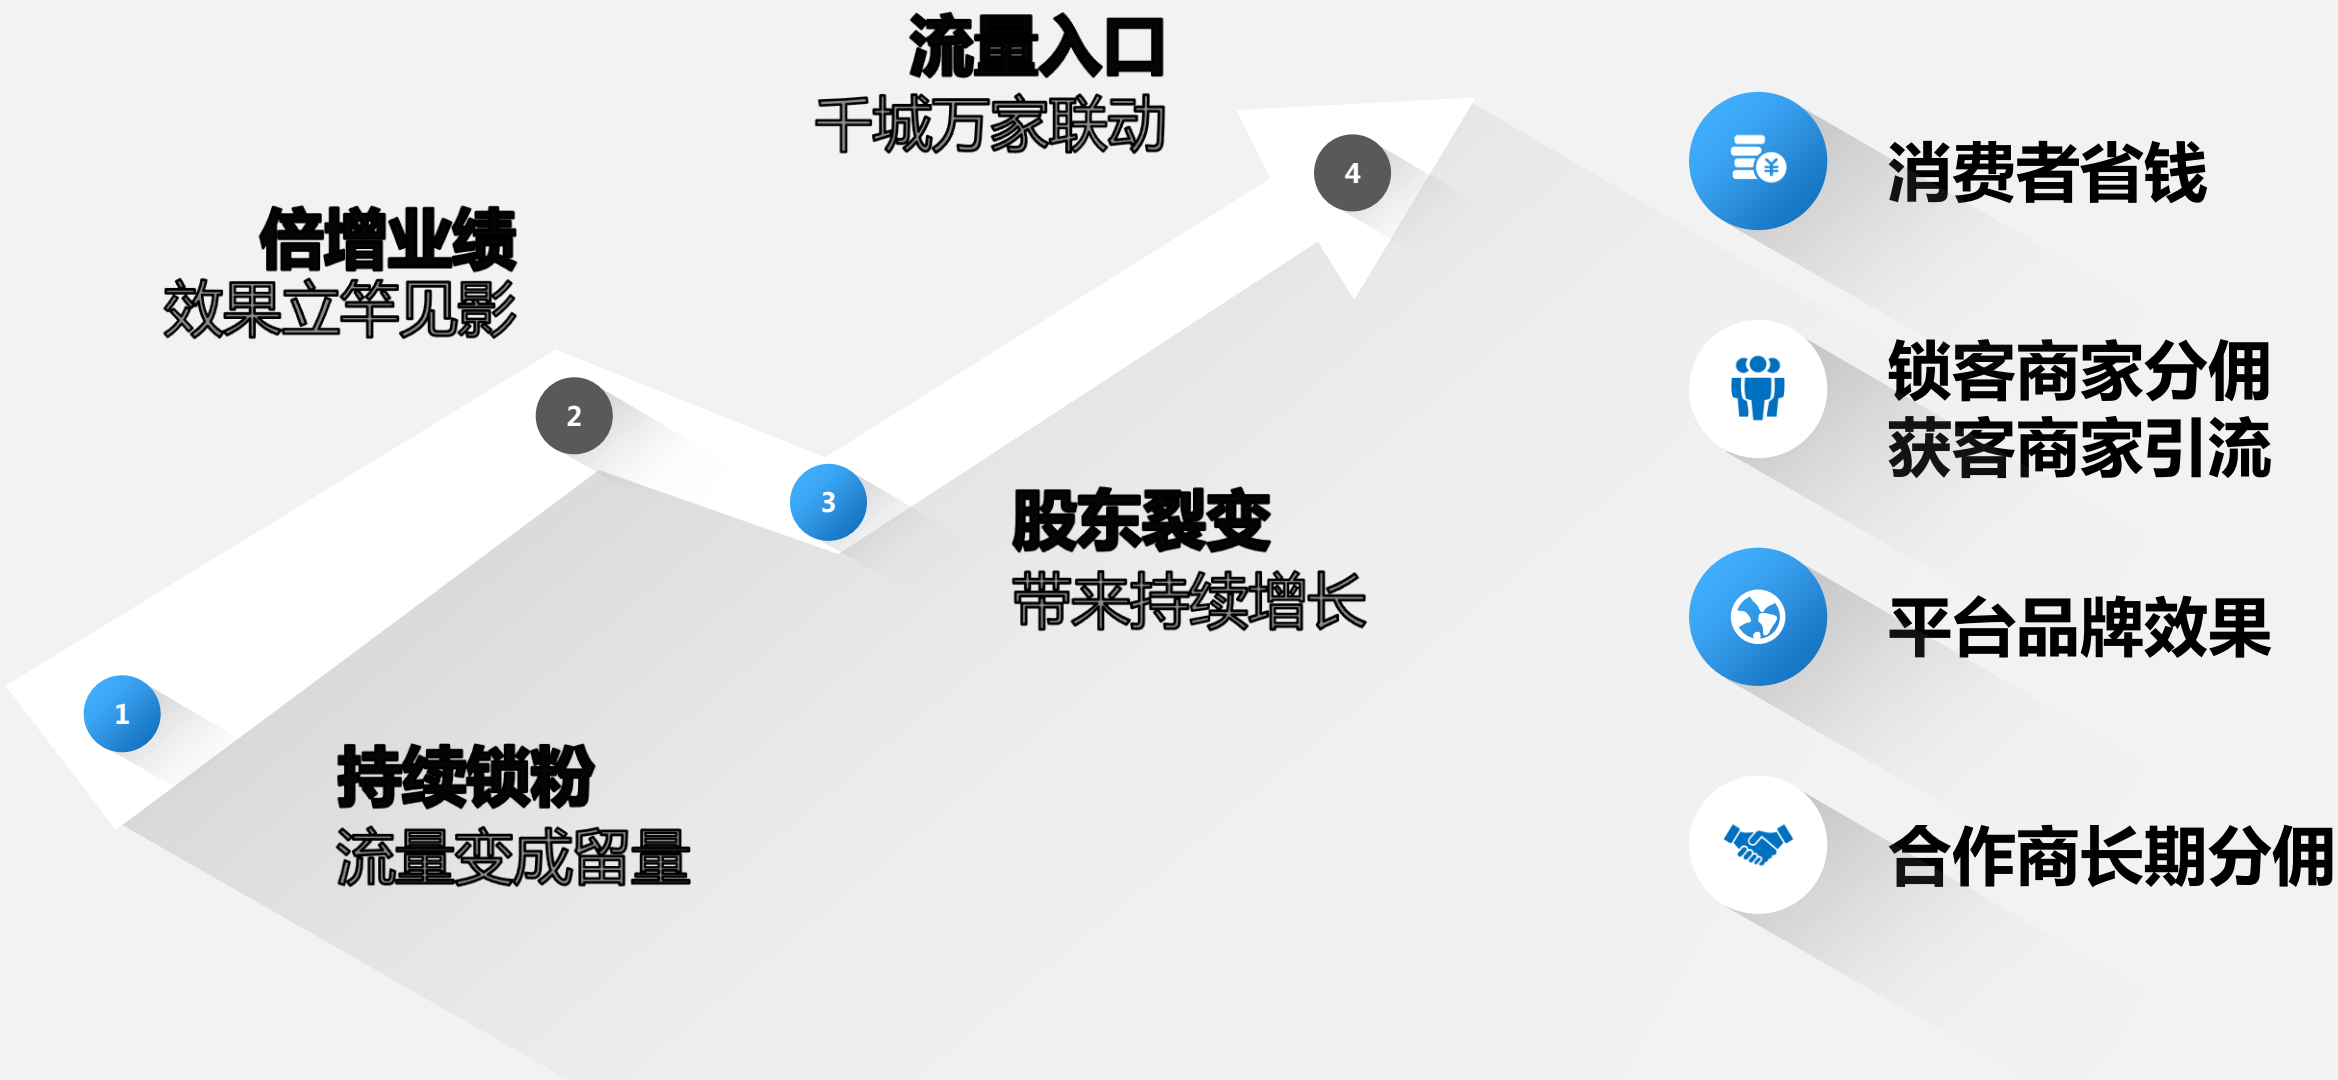 流量入口
千城万家联动
4
倍增业绩
效果立竿见影
2
3
股东裂变
带来持续增长
1
持续锁粉
流量变成留量
消费者省钱
锁客商家分佣
获客商家引流
平台品牌效果
合作商长期分佣